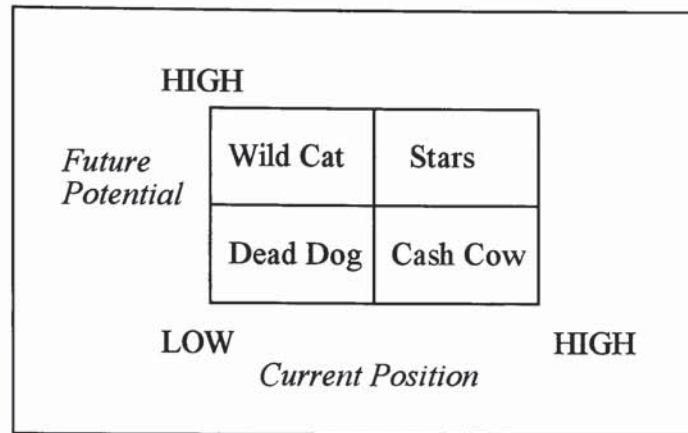 HIGH
Future
Potential
Wild Cat
Stars
Dead Dog
Cash Cow
LOW
HIGH
Current Position